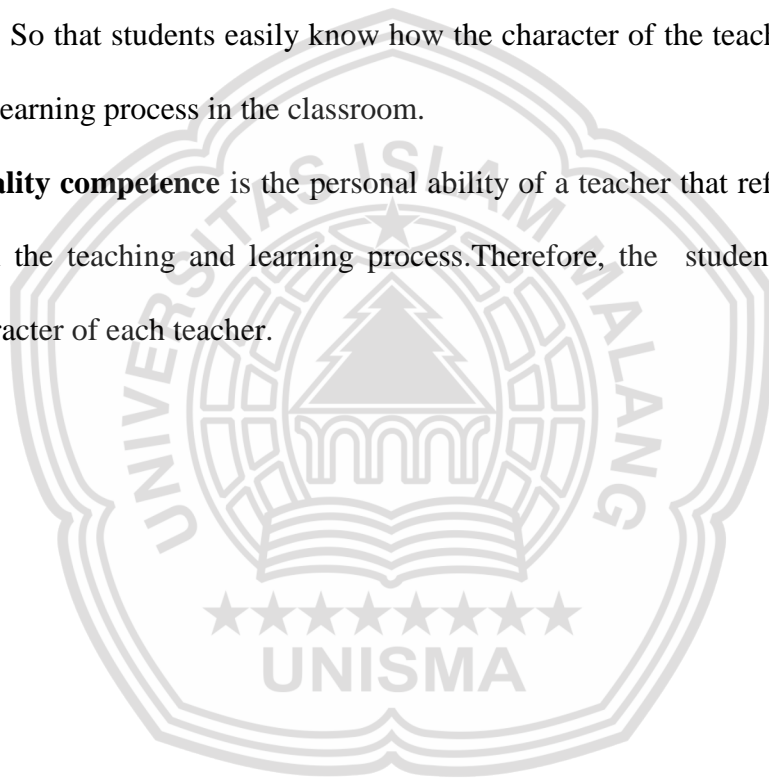 So that students easily know how the character of the teach
earning process in the classroom.
ality competence is the personal ability of a teacher that ref
the teaching and learning process.Therefore, the studen
racter of each teacher.
UNIVERSITAS ISLAM MALANG
UNISMA